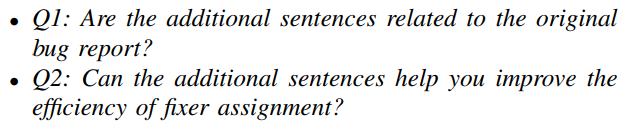 • Q1: Are the additional sentences related to the original
bug report?
• Q2: Can the additional sentences help you improve the
efficiency of fixer assignment?